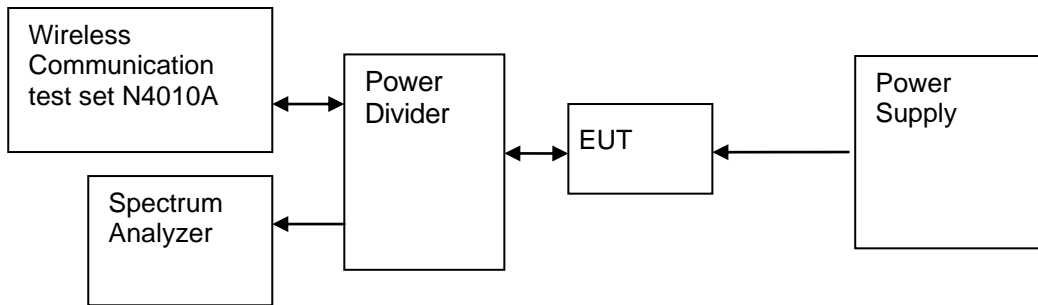 Wireless
Communication
test set N4010A
Power
Divider
Power
Supply
EUT
Spectrum
Analyzer